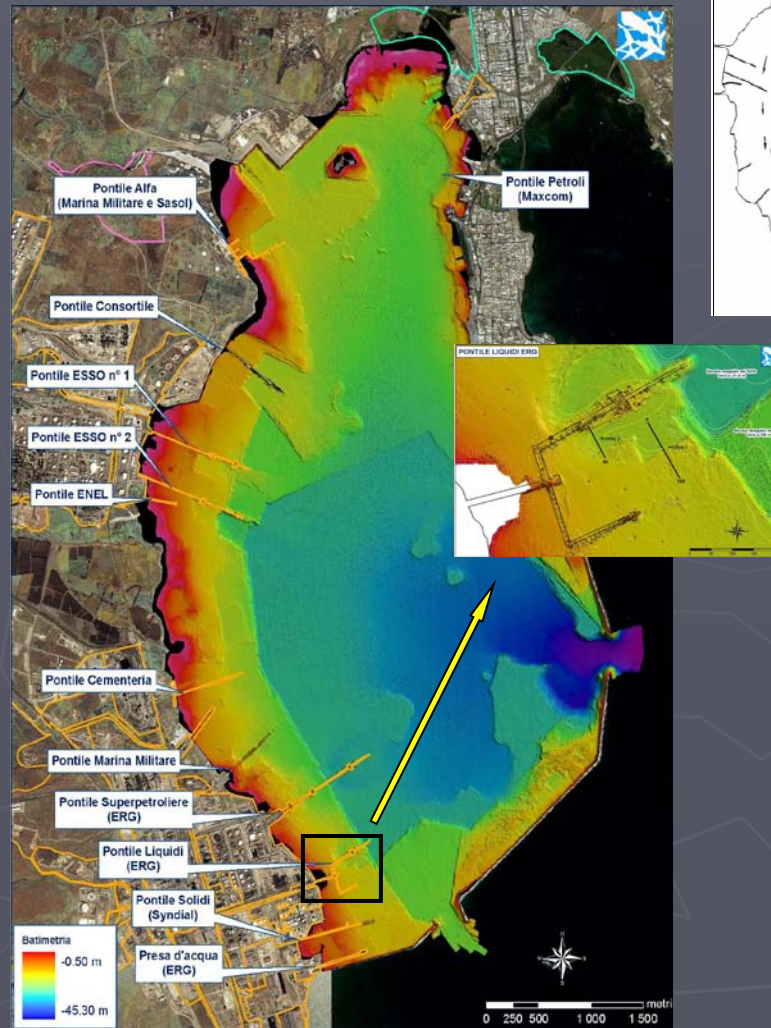 Pontile Alfa
(Marina Militare e Sasol)
Pontile Petroli
(Maxcom)
Pontile Consortile
Pontile ESSO n° 1
Pontile ESSO n° 2
Pontile ENEL
PONTILE LIQUIDI ERG
Pontile Cementeria
Pontile Marina Militare
Pontile Superpetroliere
(ERG)
Pontile Liquidi
(ERG)
Pontile Solidi
(Syndial)
Presa d'acqua
(ERG)
Batimetria
-0.50 m
-45.30 m
metri
0 250 500 1 000 1 500